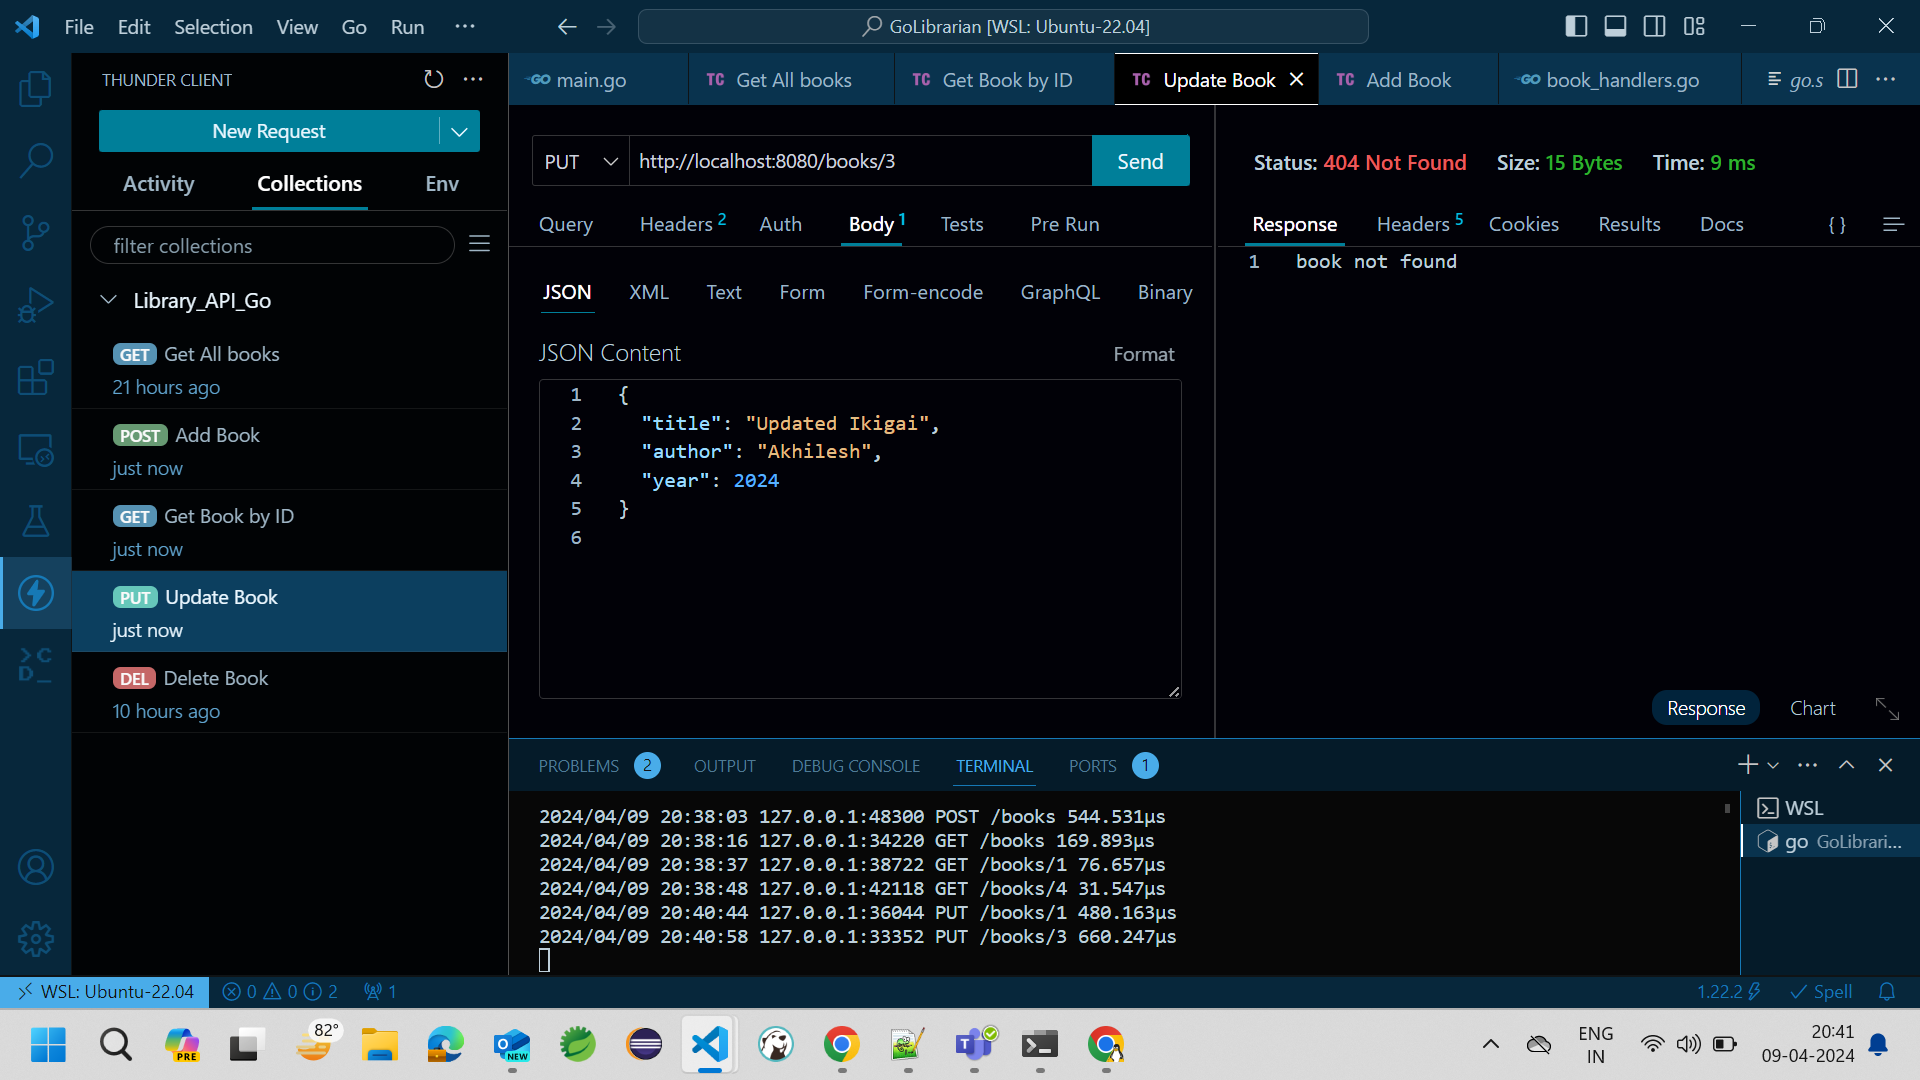 File Edit Selection View Go Run ···
GoLibrarian [WSL: Ubuntu-22.04]
THUNDER CLIENT
New Request
Activity Collections Env
filter collections
Library_API_Go
GET Get All books
21 hours ago
POST Add Book
just now
GET Get Book by ID
just now
PUT Update Book
just now
DEL Delete Book
10 hours ago
GO main.go TC Get All books TC Get Book by ID TC Update Book TC Add Book GO book_handlers.go go.s
PUT http://localhost:8080/books/3 Send
Query Headers 2 Auth Body 1 Tests Pre Run
JSON XML Text Form Form-encode GraphQL Binary
JSON Content Format
1 {
2 "title": "Updated Ikigai",
3 "author": "Akhilesh",
4 "year": 2024
5 }
6
Status: 404 Not Found Size: 15 Bytes Time: 9 ms
Response Headers 5 Cookies Results Docs { }
1 book not found
Response Chart
PROBLEMS 2 OUTPUT DEBUG CONSOLE TERMINAL PORTS 1
2024/04/09 20:38:03 127.0.0.1:48300 POST /books 544.531µs
2024/04/09 20:38:16 127.0.0.1:34220 GET /books 169.893µs
2024/04/09 20:38:37 127.0.0.1:38722 GET /books/1 76.657µs
2024/04/09 20:38:48 127.0.0.1:42118 GET /books/4 31.547µs
2024/04/09 20:40:44 127.0.0.1:36044 PUT /books/1 480.163µs
2024/04/09 20:40:58 127.0.0.1:33352 PUT /books/3 660.247µs
WSL
go GoLibrari...
WSL: Ubuntu-22.04 0 0 2 1 1.22.2 Spell
PRE 82° NEW
ENG
IN
20:41
09-04-2024